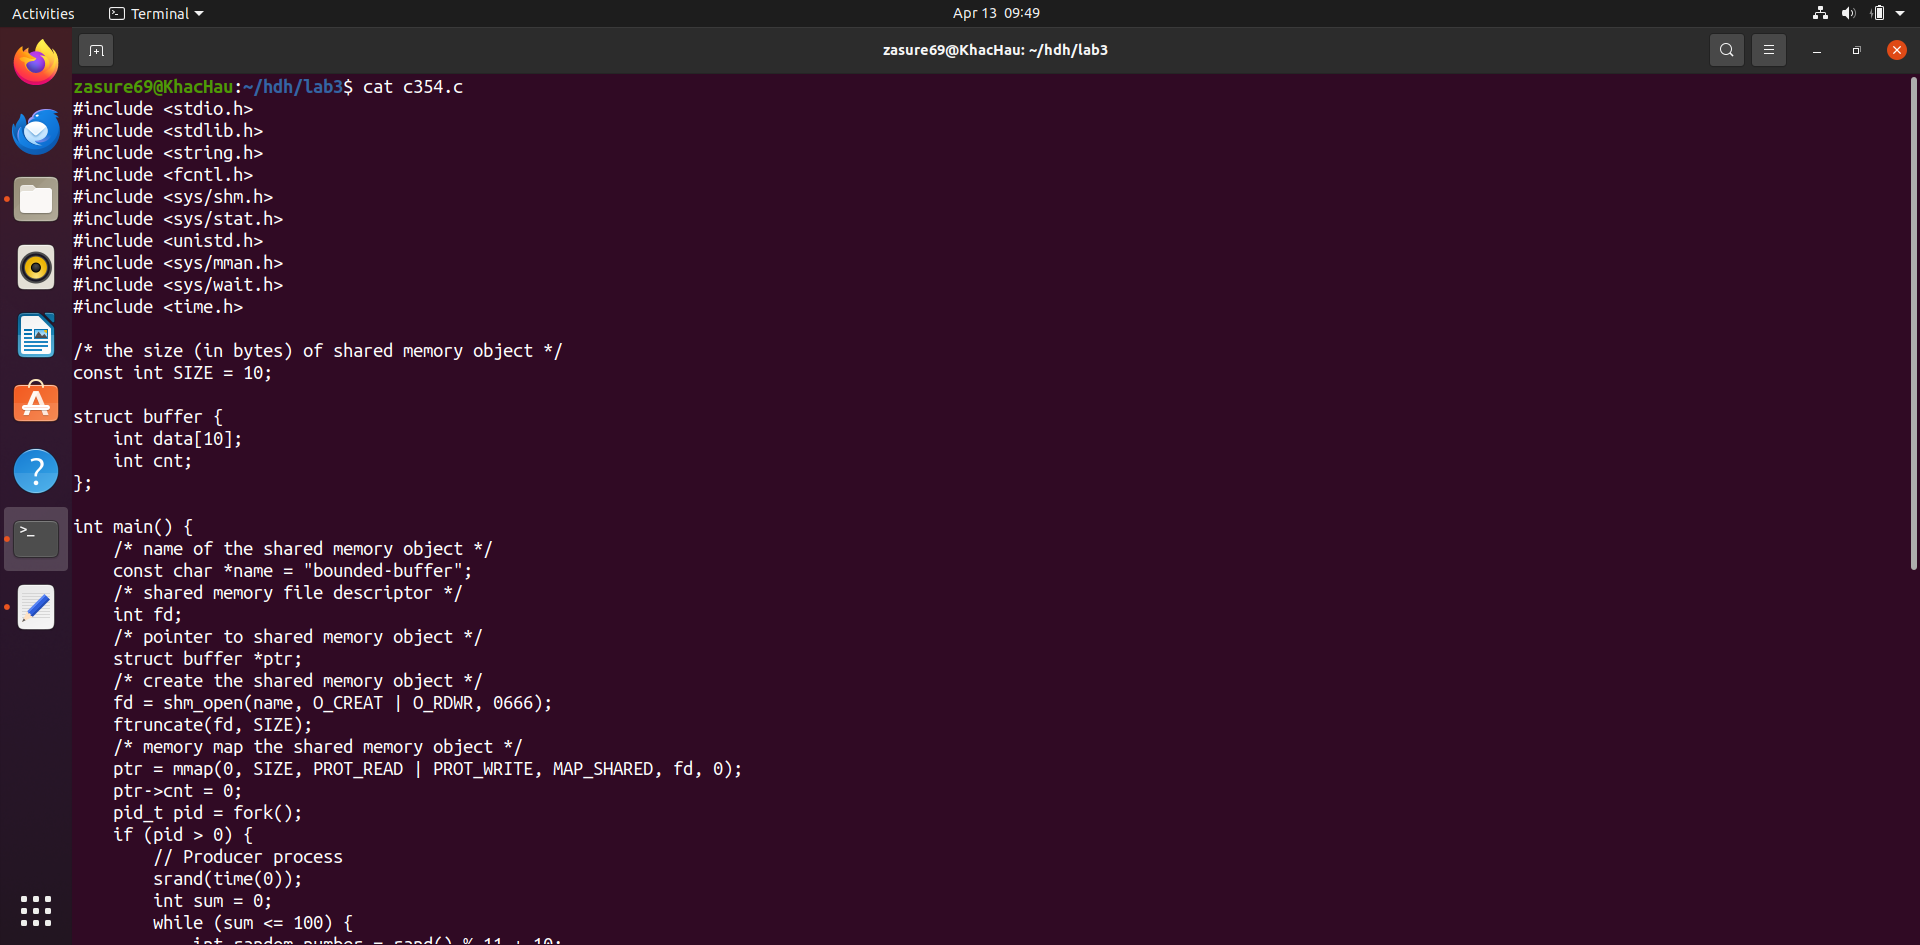 Activities
Terminal
Apr 13 09:49
zasure69@KhacHau: ~/hdh/lab3
zasure69@KhacHau:~/hdh/lab3$ cat c354.c
#include <stdio.h>
#include <stdlib.h>
#include <string.h>
#include <fcntl.h>
#include <sys/shm.h>
#include <sys/stat.h>
#include <unistd.h>
#include <sys/mman.h>
#include <sys/wait.h>
#include <time.h>
/* the size (in bytes) of shared memory object */
const int SIZE = 10;
struct buffer {
    int data[10];
    int cnt;
};
int main() {
    /* name of the shared memory object */
    const char *name = "bounded-buffer";
    /* shared memory file descriptor */
    int fd;
    /* pointer to shared memory object */
    struct buffer *ptr;
    /* create the shared memory object */
    fd = shm_open(name, O_CREAT | O_RDWR, 0666);
    ftruncate(fd, SIZE);
    /* memory map the shared memory object */
    ptr = mmap(0, SIZE, PROT_READ | PROT_WRITE, MAP_SHARED, fd, 0);
    ptr->cnt = 0;
    pid_t pid = fork();
    if (pid > 0) {
        // Producer process
        srand(time(0));
        int sum = 0;
        while (sum <= 100) {
            int random_number = rand() % 11 + 10;